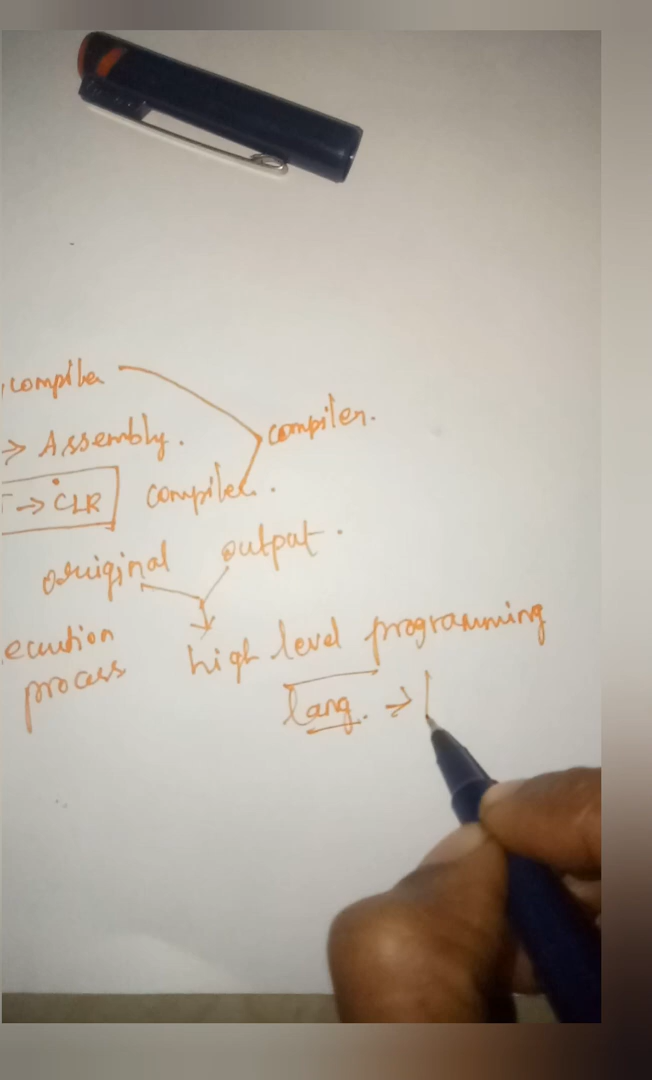 compiler
compiler.
→ Assembly.
→ CLR compiler.
original output.
ecution
process
high level programming
lang. →